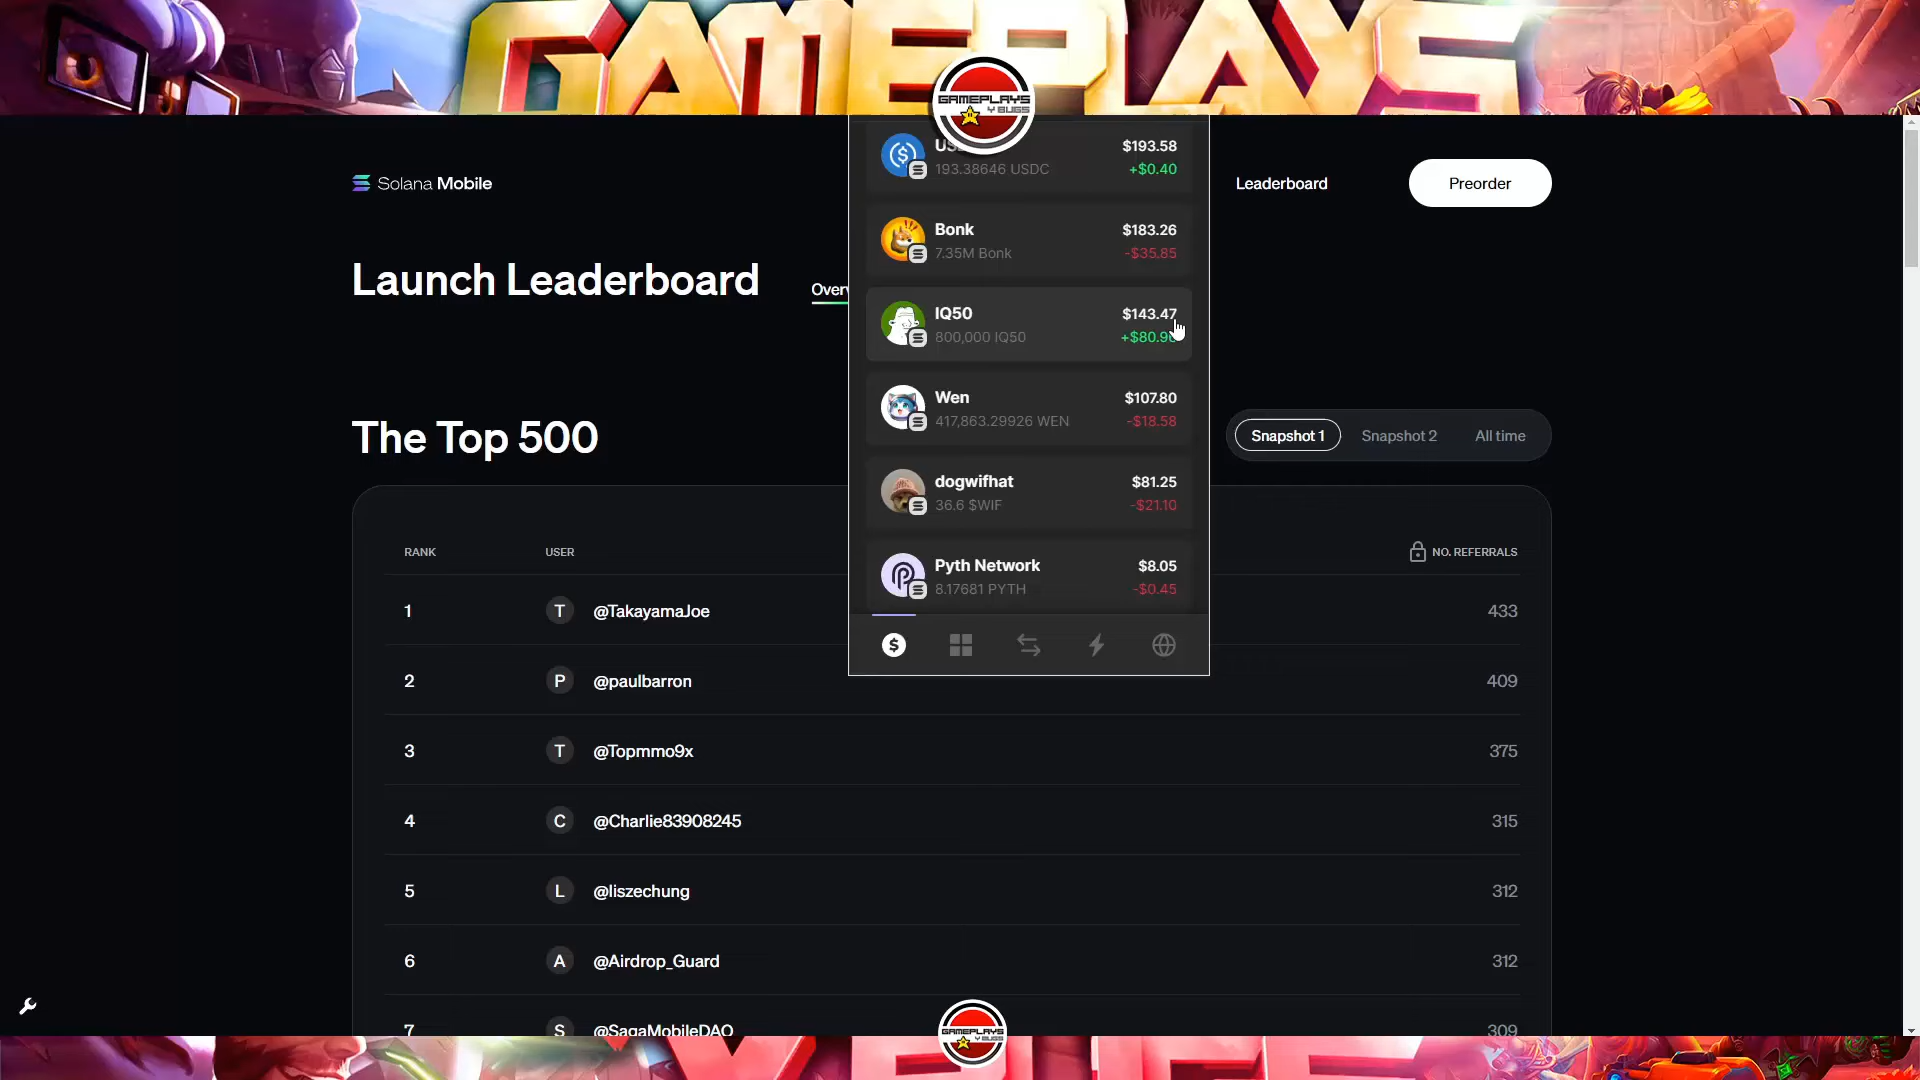 GAMEPLAYS
GAMEPLAYS
Y BUGS
Solana Mobile
Leaderboard
Preorder
Launch Leaderboard
$193.58
193.38646 USDC
+$0.40
Bonk
$183.26
7.35M Bonk
-$35.85
IQ50
$143.47
800,000 IQ50
Wen
$107.80
417,863.29926 WEN
-$18.58
dogwifhat
$81.25
36.6 $WIF
-$21.10
Pyth Network
$8.05
8.17681 PYTH
-$0.45
The Top 500
Snapshot 1
Snapshot 2
All time
RANK
USER
NO. REFERRALS
1 T @TakayamaJoe 433
2 P @paulbarron 409
3 T @Topmmo9x 375
4 C @Charlie83908245 315
5 L @liszechung 312
6 A @Airdrop_Guard 312
7 S @SagaMobileDAO 309
GAMEPLAYS
Y BUGS